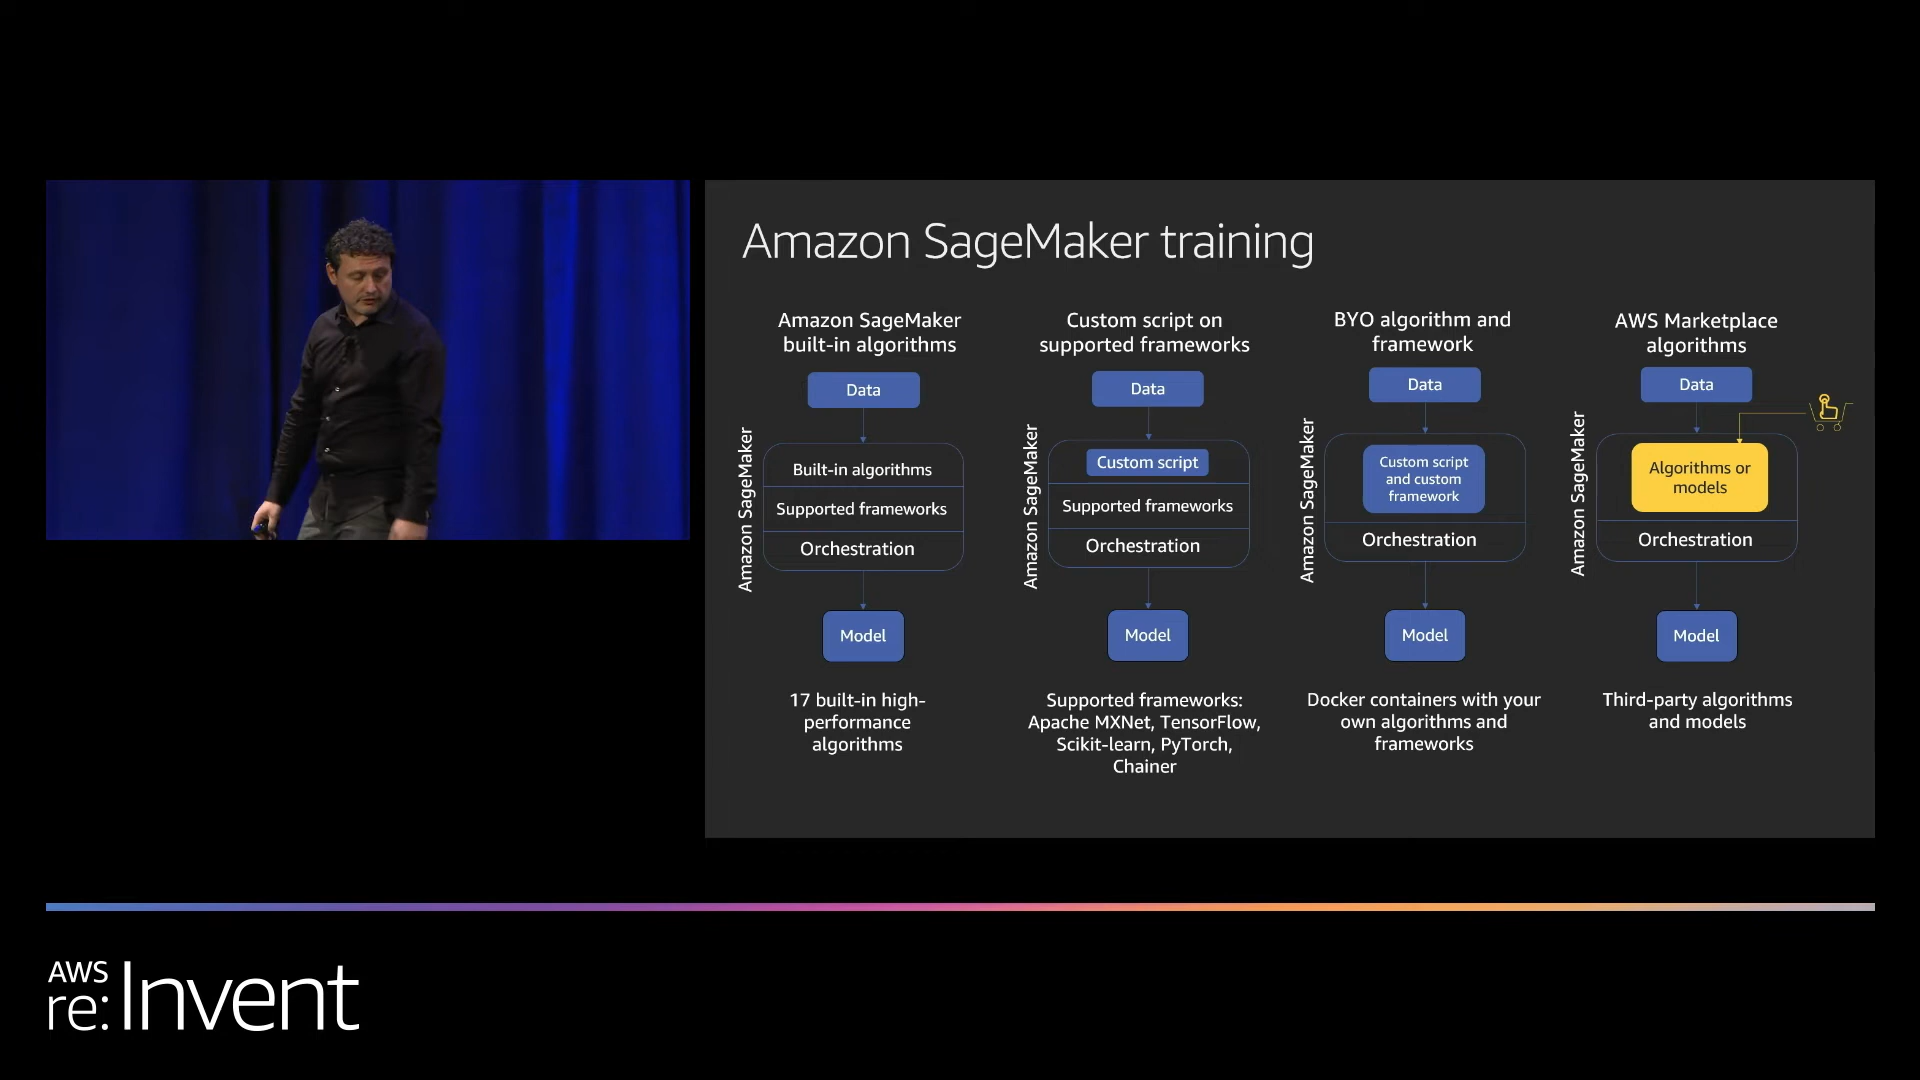 Amazon SageMaker training
Amazon SageMaker
built-in algorithms
Data
Amazon SageMaker
Built-in algorithms
Supported frameworks
Orchestration
Model
17 built-in high-
performance
algorithms
Custom script on
supported frameworks
Data
Amazon SageMaker
Custom script
Supported frameworks
Orchestration
Model
Supported frameworks:
Apache MXNet, TensorFlow,
Scikit-learn, PyTorch,
Chainer
BYO algorithm and
framework
Data
Amazon SageMaker
Custom script
and custom
framework
Orchestration
Model
Docker containers with your
own algorithms and
frameworks
AWS Marketplace
algorithms
Data
Amazon SageMaker
Algorithms or
models
Orchestration
Model
Third-party algorithms
and models
AWS
re:Invent